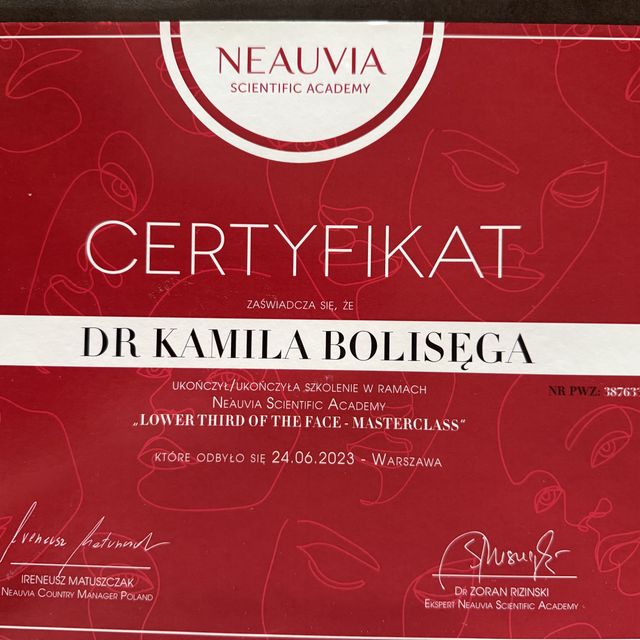 NEAUVIA
SCIENTIFIC ACADEMY
CERTYFIKAT
ZAŚWIADCZA SIĘ, ŻE
DR KAMILA BOLISĘGA
UKOŃCZYŁ/UKOŃCZYŁA SZKOLENIE W RAMACH
NR PWZ: 38763
NEAUVIA SCIENTIFIC ACADEMY
„LOWER THIRD OF THE FACE - MASTERCLASS"
KTÓRE ODBYŁO SIĘ 24.06.2023 - WARSZAWA
IRENEUSZ MATUSZCZAK
NEAUVIA COUNTRY MANAGER POLAND
DR ZORAN RIZINSKI
EKSPERT NEAUVIA SCIENTIFIC ACADEMY